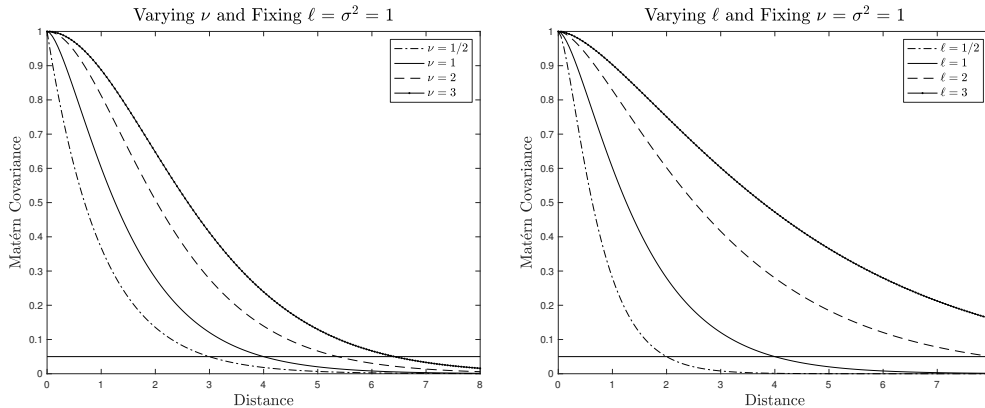 Varying ν and Fixing ℓ = σ² = 1
Matérn Covariance
1
0.9
0.8
0.7
0.6
0.5
0.4
0.3
0.2
0.1
0
ν = 1/2
ν = 1
ν = 2
ν = 3
0 1 2 3 4 5 6 7 8
Distance
Varying ℓ and Fixing ν = σ² = 1
Matérn Covariance
1
0.9
0.8
0.7
0.6
0.5
0.4
0.3
0.2
0.1
0
ℓ = 1/2
ℓ = 1
ℓ = 2
ℓ = 3
0 1 2 3 4 5 6 7
Distance